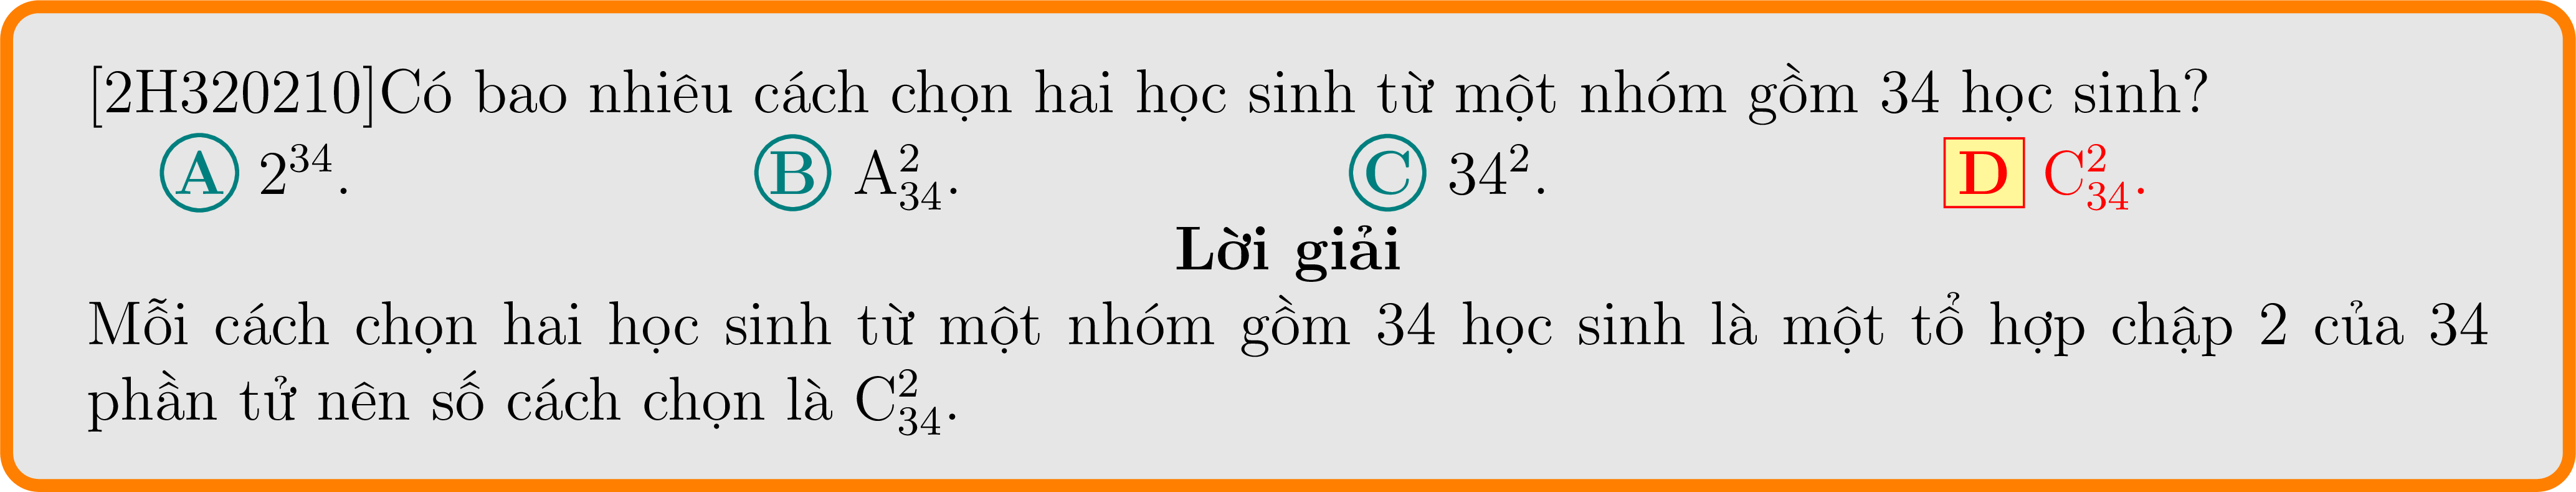 [2H320210]Có bao nhiêu cách chọn hai học sinh từ một nhóm gồm 34 học sinh?
A 2^{34}. B A_{34}^{2}. C 34^{2}. D C_{34}^{2}.
Lời giải
Mỗi cách chọn hai học sinh từ một nhóm gồm 34 học sinh là một tổ hợp chập 2 của 34
phần tử nên số cách chọn là C_{34}^{2}.